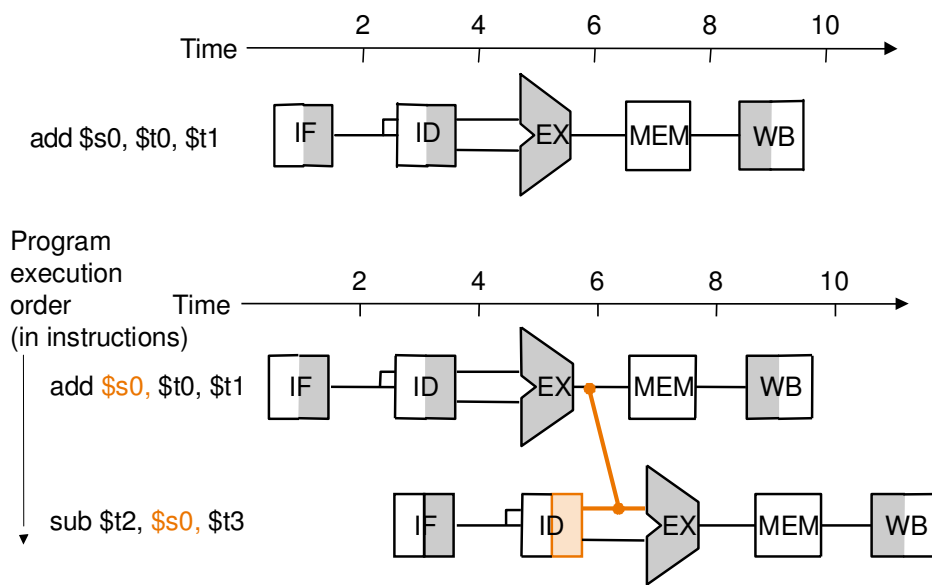 2 4 6 8 10
Time
IF ID EX MEM WB
add $s0, $t0, $t1
Program
execution
order
(in instructions)
2 4 6 8 10
Time
add $s0, $t0, $t1
IF ID EX MEM WB
sub $t2, $s0, $t3
IF ID EX MEM WB